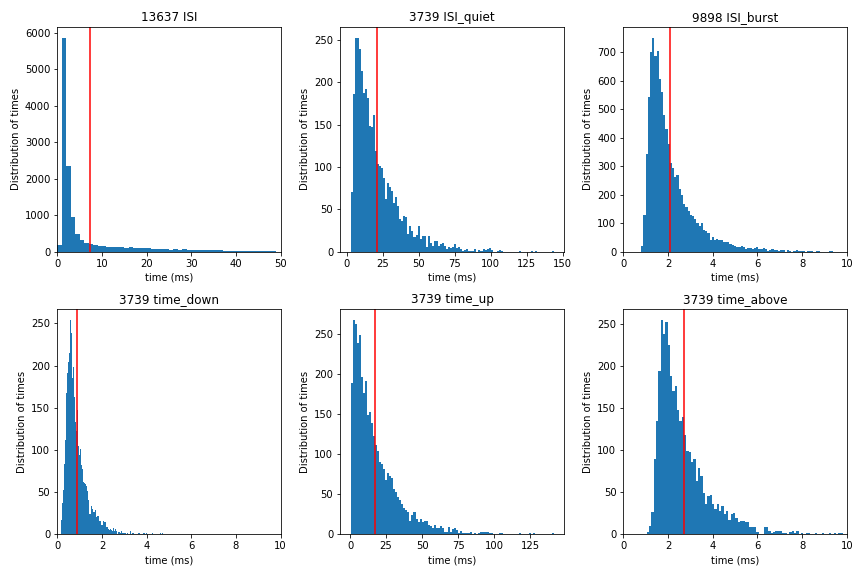 13637 ISI
Distribution of times
6000
5000
4000
3000
2000
1000
0
0 10 20 30 40 50
time (ms)
3739 ISI_quiet
Distribution of times
250
200
150
100
50
0
0 25 50 75 100 125 150
time (ms)
9898 ISI_burst
Distribution of times
700
600
500
400
300
200
100
0
0 2 4 6 8 10
time (ms)
3739 time_down
Distribution of times
250
200
150
100
50
0
0 2 4 6 8 10
time (ms)
3739 time_up
Distribution of times
250
200
150
100
50
0
0 25 50 75 100 125
time (ms)
3739 time_above
Distribution of times
250
200
150
100
50
0
0 2 4 6 8 10
time (ms)